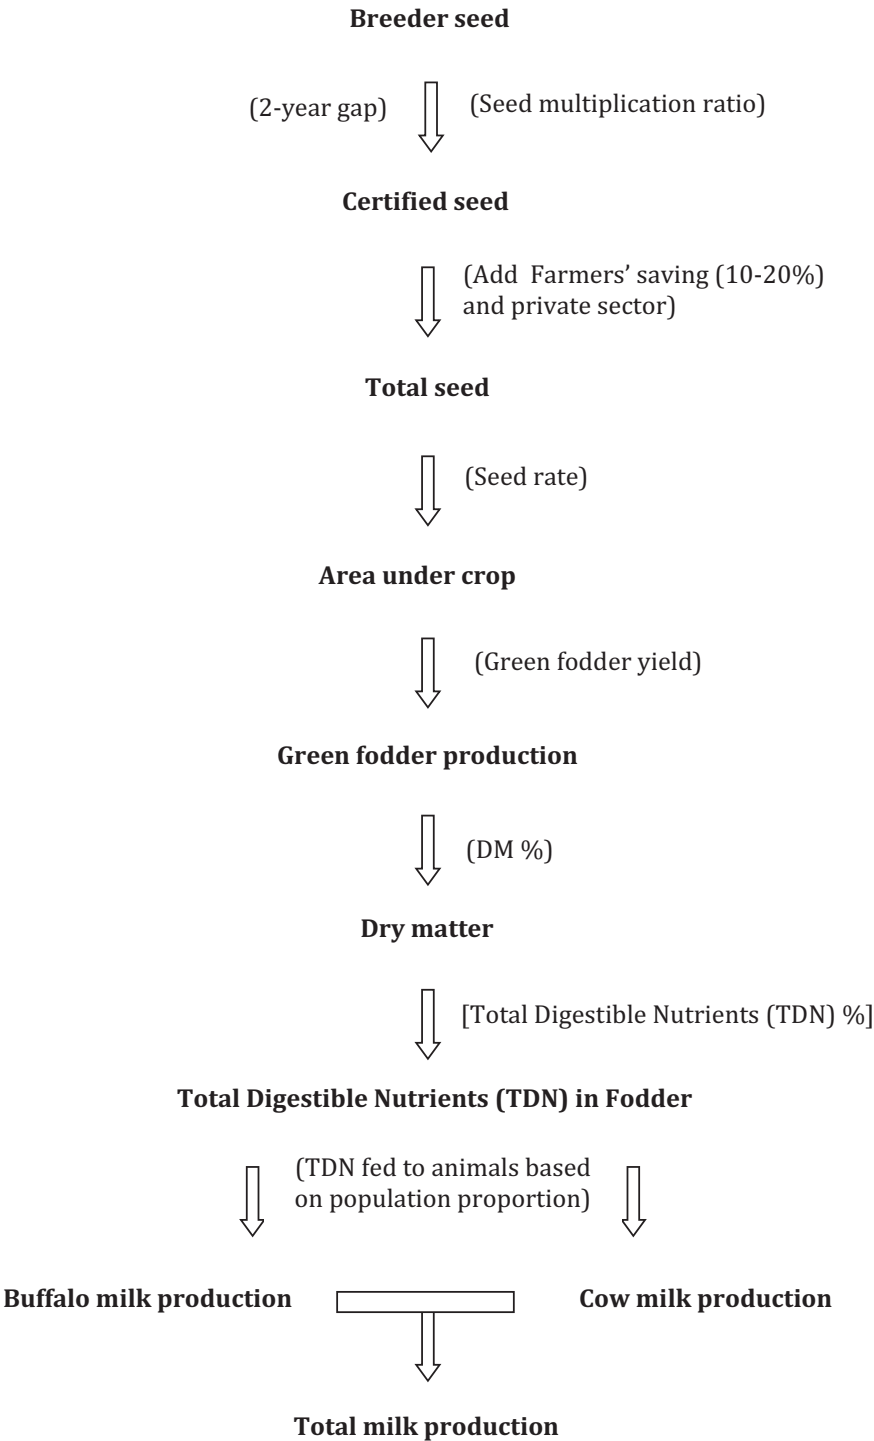 Breeder seed
(2-year gap)
(Seed multiplication ratio)
Certified seed
(Add Farmers’ saving (10-20%)
and private sector)
Total seed
(Seed rate)
Area under crop
(Green fodder yield)
Green fodder production
(DM %)
Dry matter
[Total Digestible Nutrients (TDN) %]
Total Digestible Nutrients (TDN) in Fodder
(TDN fed to animals based
on population proportion)
Buffalo milk production
Cow milk production
Total milk production